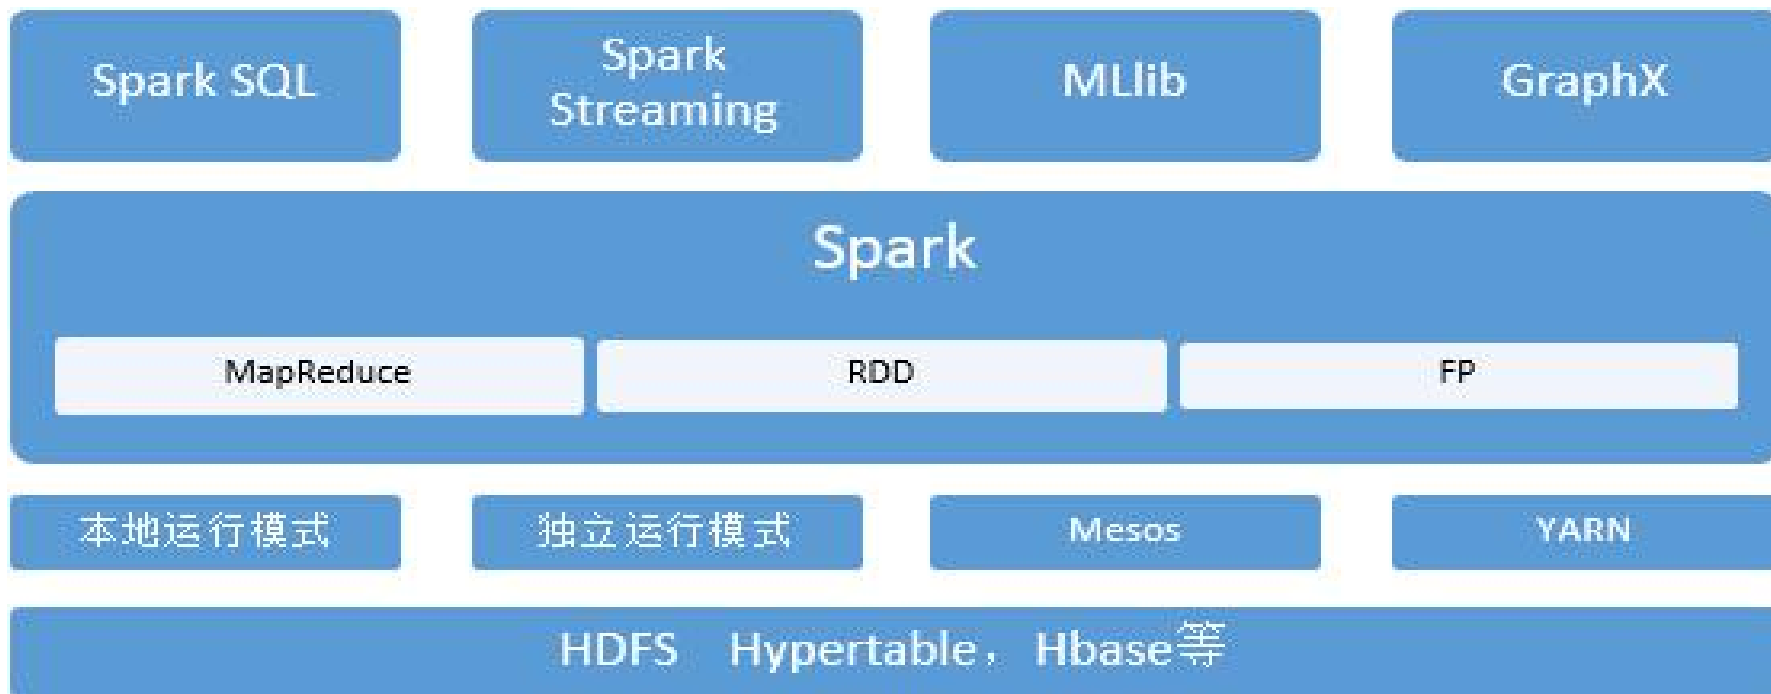 Spark SQL
Spark
Streaming
MLlib
GraphX
Spark
MapReduce
RDD
FP
本地运行模式
独立运行模式
Mesos
YARN
HDFS Hypertable，Hbase等